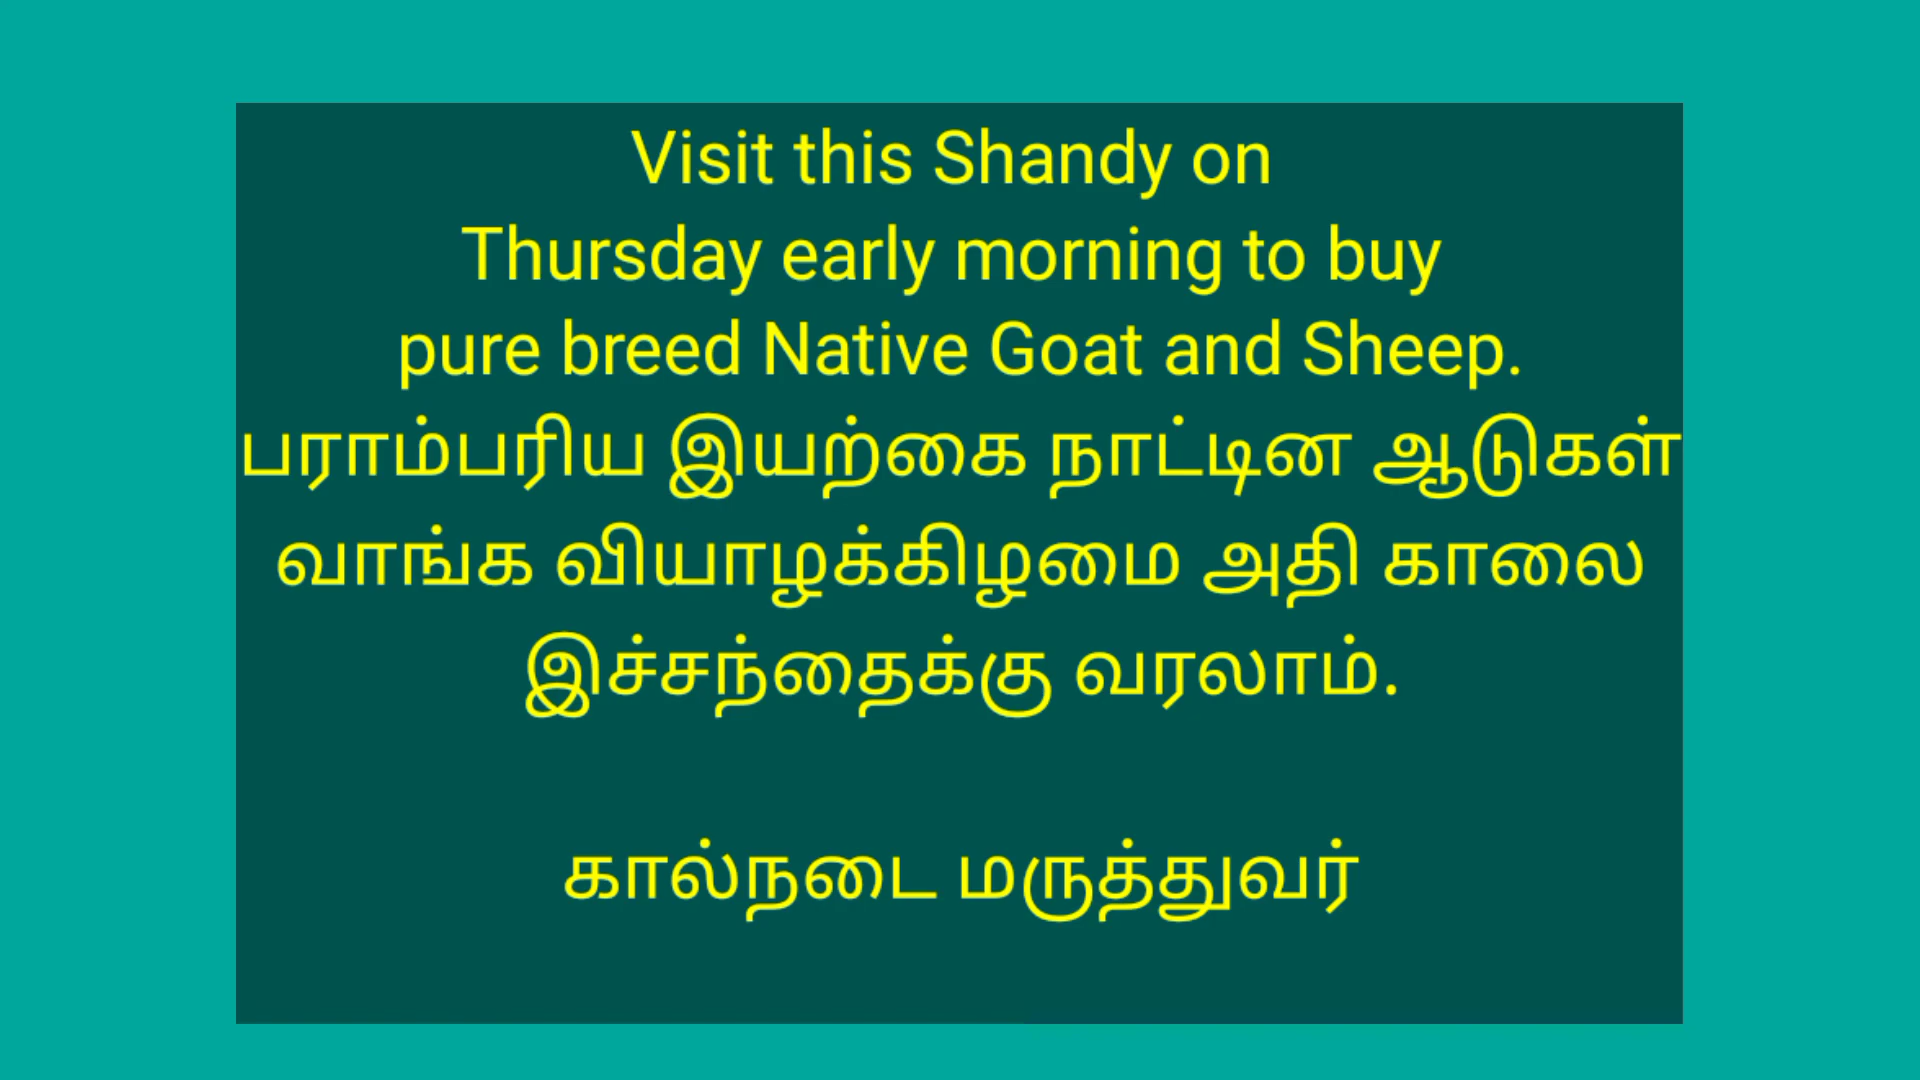 Visit this Shandy on
Thursday early morning to buy
pure breed Native Goat and Sheep.
பராம்பரிய இயற்கை நாட்டின ஆடுகள்
வாங்க வியாழக்கிழமை அதி காலை
இச்சந்தைக்கு வரலாம்.
கால்நடை மருத்துவர்